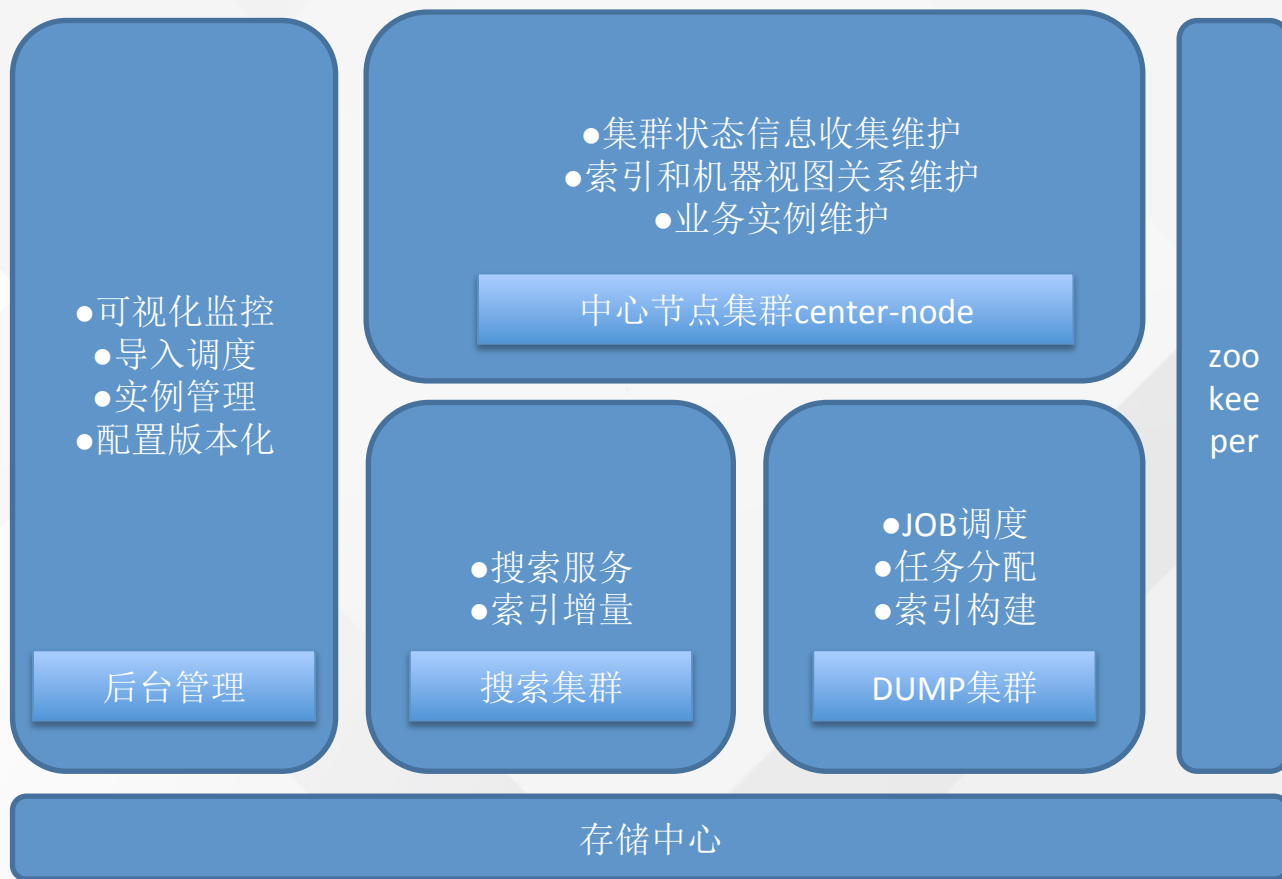 ●可视化监控
●导入调度
●实例管理
●配置版本化
后台管理
●集群状态信息收集维护
●索引和机器视图关系维护
●业务实例维护
中心节点集群center-node
●搜索服务
●索引增量
搜索集群
●JOB调度
●任务分配
●索引构建
DUMP集群
zoo
kee
per
存储中心